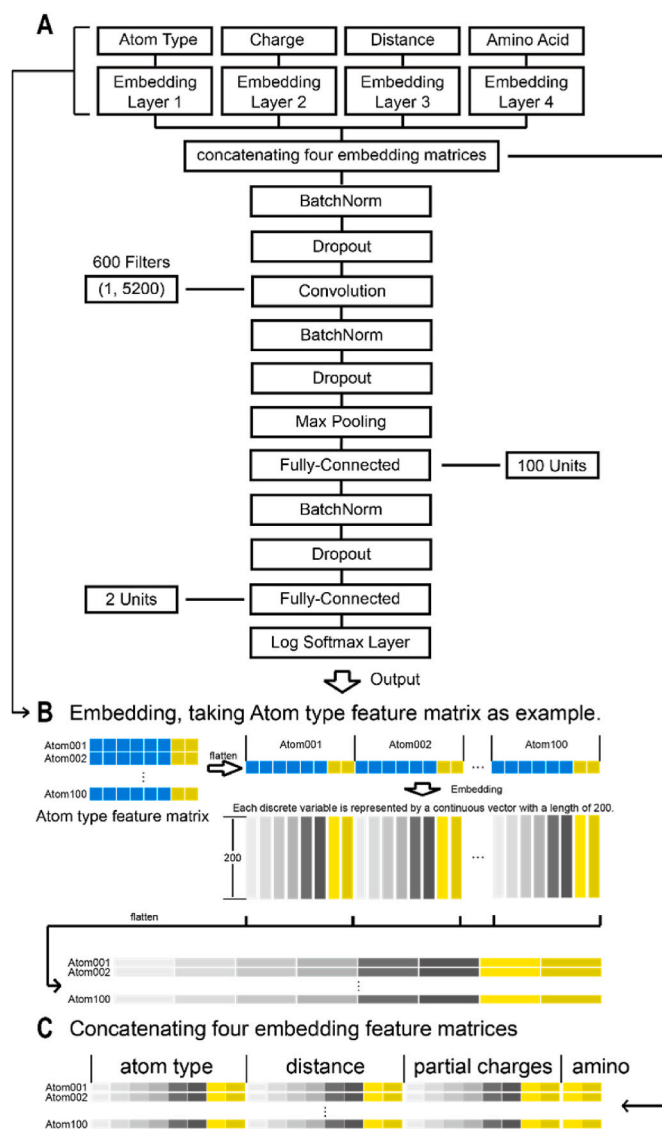 A
Atom Type
Charge
Distance
Amino Acid
Embedding
Layer 1
Embedding
Layer 2
Embedding
Layer 3
Embedding
Layer 4
concatenating four embedding matrices
BatchNorm
Dropout
600 Filters
(1, 5200)
Convolution
BatchNorm
Dropout
Max Pooling
Fully-Connected
100 Units
BatchNorm
Dropout
2 Units
Fully-Connected
Log Softmax Layer
Output
B Embedding, taking Atom type feature matrix as example.
Atom001
Atom002
⋮
Atom100
Atom type feature matrix
flatten
Atom001
Atom002
...
Atom100
Embedding
Each discrete variable is represented by a continuous vector with a length of 200.
200
...
flatten
Atom001
Atom002
⋮
Atom100
C Concatenating four embedding feature matrices
atom type
distance
partial charges
amino
Atom001
Atom002
⋮
Atom100